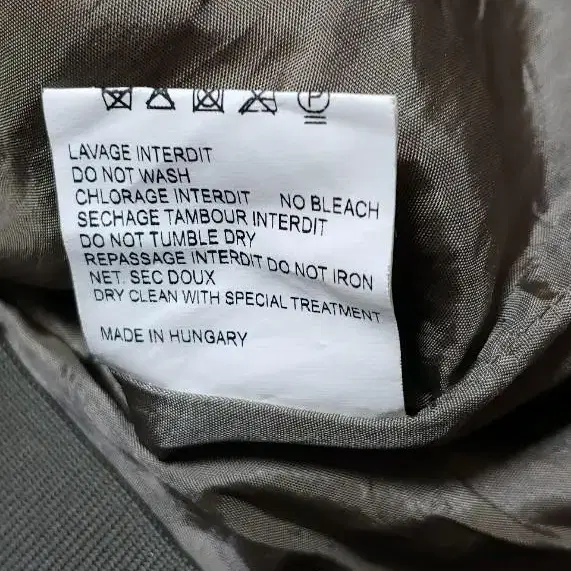 P
LAVAGE INTERDIT
DO NOT WASH
CHLORAGE INTERDIT NO BLEACH
SECHAGE TAMBOUR INTERDIT
DO NOT TUMBLE DRY
REPASSAGE INTERDIT DO NOT IRON
NET. SEC DOUX
DRY CLEAN WITH SPECIAL TREATMENT
MADE IN HUNGARY